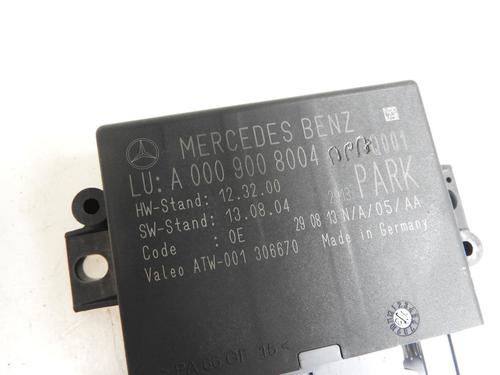 MERCEDES BENZ
LU: A 000 900 8004
HW-Stand: 12.32.00
PARK
SW-Stand: 13.08.04
29 08 13 N/A/05/AA
Code : 0E
Made in Germany
Valeo ATW-001 306670